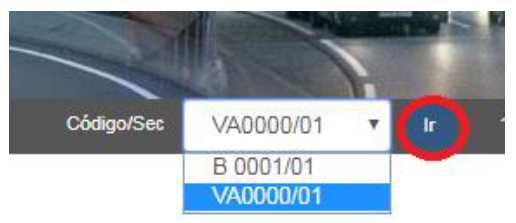 Código/Sec VA0000/01 ▼ Ir
B 0001/01
VA0000/01